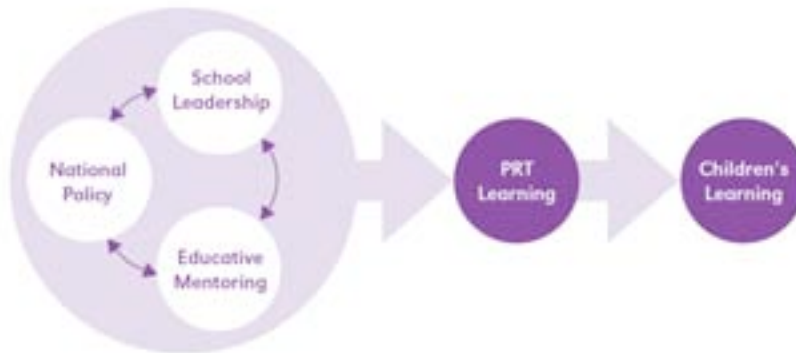 School
Leadership
National
Policy
Educative
Mentoring
PRT
Learning
Children's
Learning